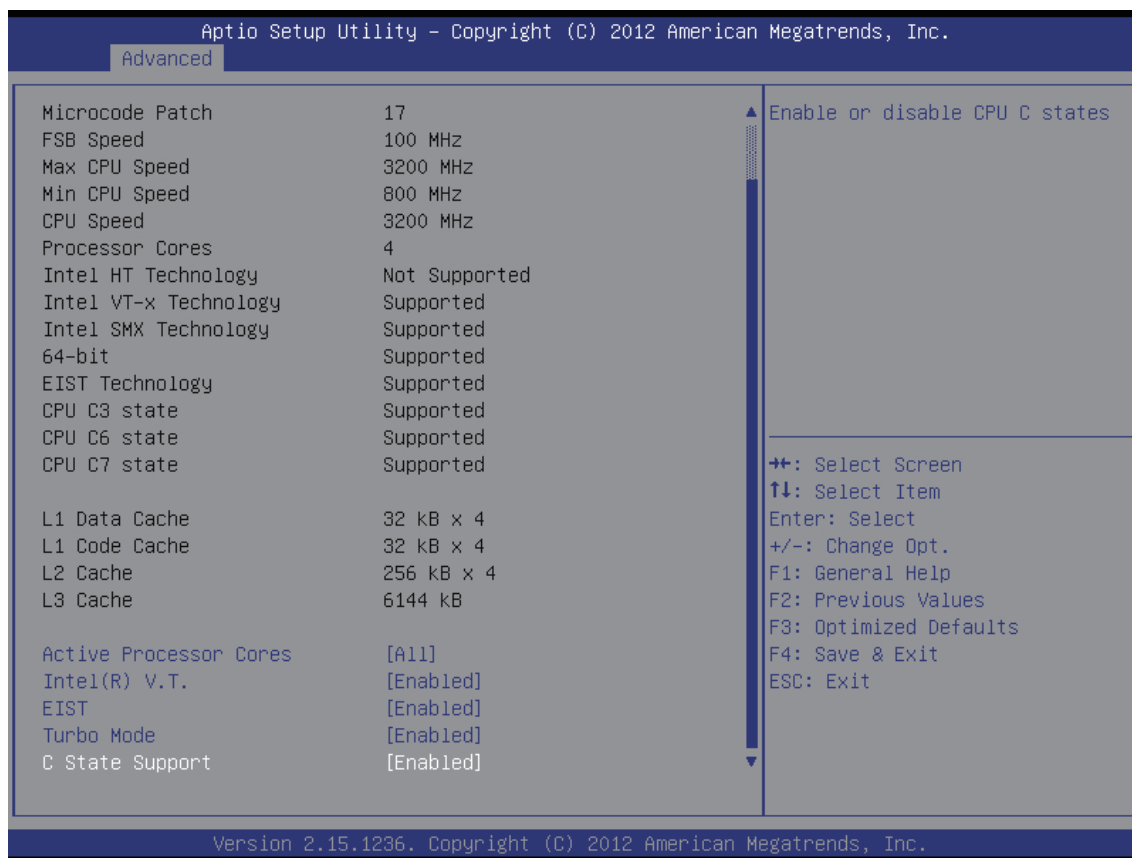 Aptio Setup Utility – Copyright (C) 2012 American Megatrends, Inc.
Advanced
Microcode Patch 17
FSB Speed 100 MHz
Max CPU Speed 3200 MHz
Min CPU Speed 800 MHz
CPU Speed 3200 MHz
Processor Cores 4
Intel HT Technology Not Supported
Intel VT-x Technology Supported
Intel SMX Technology Supported
64-bit Supported
EIST Technology Supported
CPU C3 state Supported
CPU C6 state Supported
CPU C7 state Supported
L1 Data Cache 32 kB x 4
L1 Code Cache 32 kB x 4
L2 Cache 256 kB x 4
L3 Cache 6144 kB
Active Processor Cores [All]
Intel(R) V.T. [Enabled]
EIST [Enabled]
Turbo Mode [Enabled]
C State Support [Enabled]
Enable or disable CPU C states
→←: Select Screen
↑↓: Select Item
Enter: Select
+/-: Change Opt.
F1: General Help
F2: Previous Values
F3: Optimized Defaults
F4: Save & Exit
ESC: Exit
Version 2.15.1236. Copyright (C) 2012 American Megatrends, Inc.